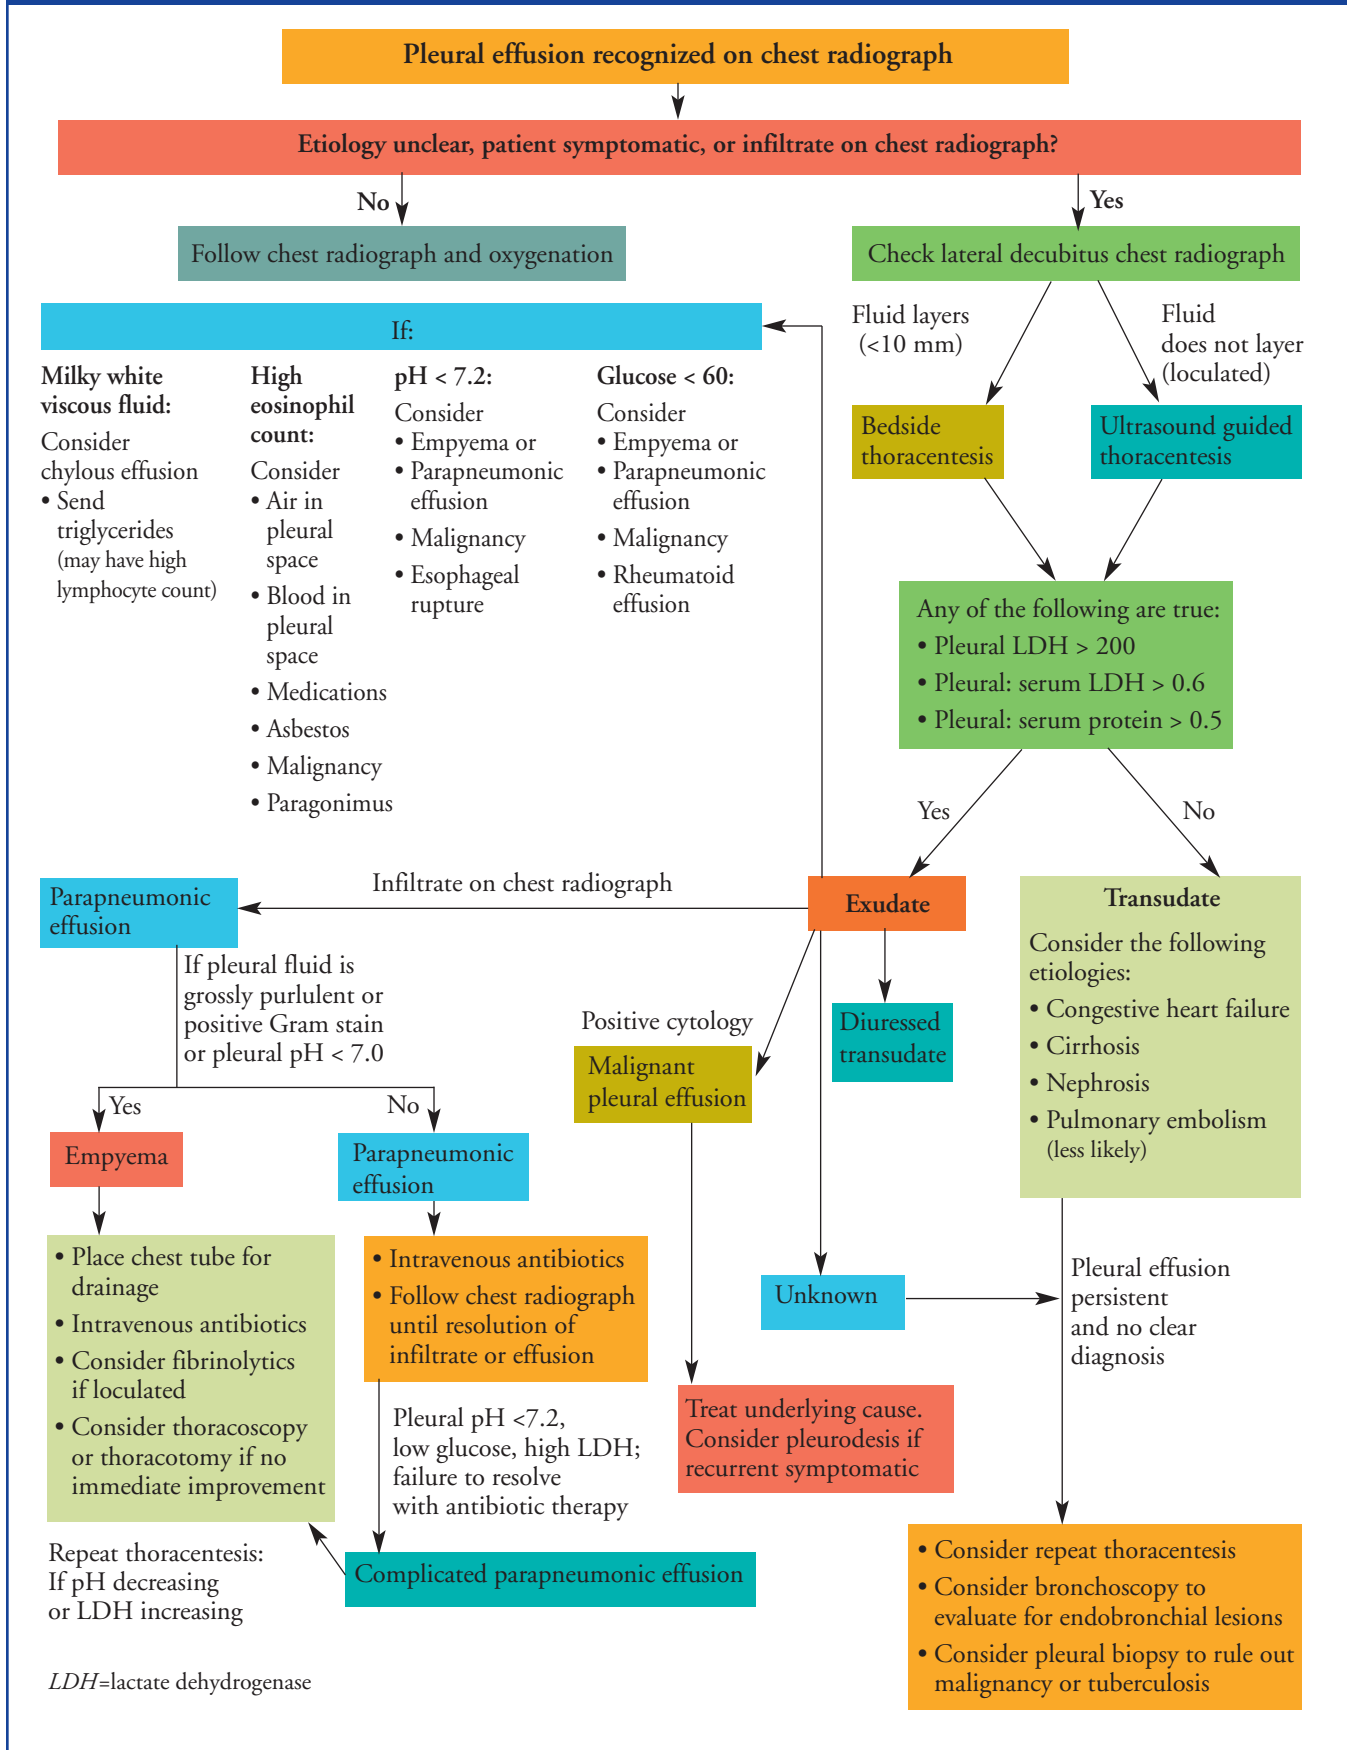 Pleural effusion recognized on chest radiograph
Etiology unclear, patient symptomatic, or infiltrate on chest radiograph?
No
Yes
Follow chest radiograph and oxygenation
Check lateral decubitus chest radiograph
Fluid layers
(<10 mm)
Fluid
does not layer
(loculated)
Bedside
thoracentesis
Ultrasound guided
thoracentesis
If:
Milky white
viscous fluid:
Consider
chylous effusion
• Send
triglycerides
(may have high
lymphocyte count)
High
eosinophil
count:
Consider
• Air in
pleural
space
• Blood in
pleural
space
• Medications
• Asbestos
• Malignancy
• Paragonimus
pH < 7.2:
Consider
• Empyema or
• Parapneumonic
effusion
• Malignancy
• Esophageal
rupture
Glucose < 60:
Consider
• Empyema or
• Parapneumonic
effusion
• Malignancy
• Rheumatoid
effusion
Any of the following are true:
• Pleural LDH > 200
• Pleural: serum LDH > 0.6
• Pleural: serum protein > 0.5
Yes
No
Exudate
Transudate
Consider the following
etiologies:
• Congestive heart failure
• Cirrhosis
• Nephrosis
• Pulmonary embolism
(less likely)
Infiltrate on chest radiograph
Parapneumonic
effusion
If pleural fluid is
grossly purlulent or
positive Gram stain
or pleural pH < 7.0
Positive cytology
Malignant
pleural effusion
Diuressed
transudate
Yes
No
Empyema
Parapneumonic
effusion
• Place chest tube for
drainage
• Intravenous antibiotics
• Consider fibrinolytics
if loculated
• Consider thoracoscopy
or thoracotomy if no
immediate improvement
• Intravenous antibiotics
• Follow chest radiograph
until resolution of
infiltrate or effusion
Unknown
Pleural effusion
persistent
and no clear
diagnosis
Pleural pH <7.2,
low glucose, high LDH;
failure to resolve
with antibiotic therapy
Treat underlying cause.
Consider pleurodesis if
recurrent symptomatic
Repeat thoracentesis:
If pH decreasing
or LDH increasing
Complicated parapneumonic effusion
• Consider repeat thoracentesis
• Consider bronchoscopy to
evaluate for endobronchial lesions
• Consider pleural biopsy to rule out
malignancy or tuberculosis
LDH=lactate dehydrogenase